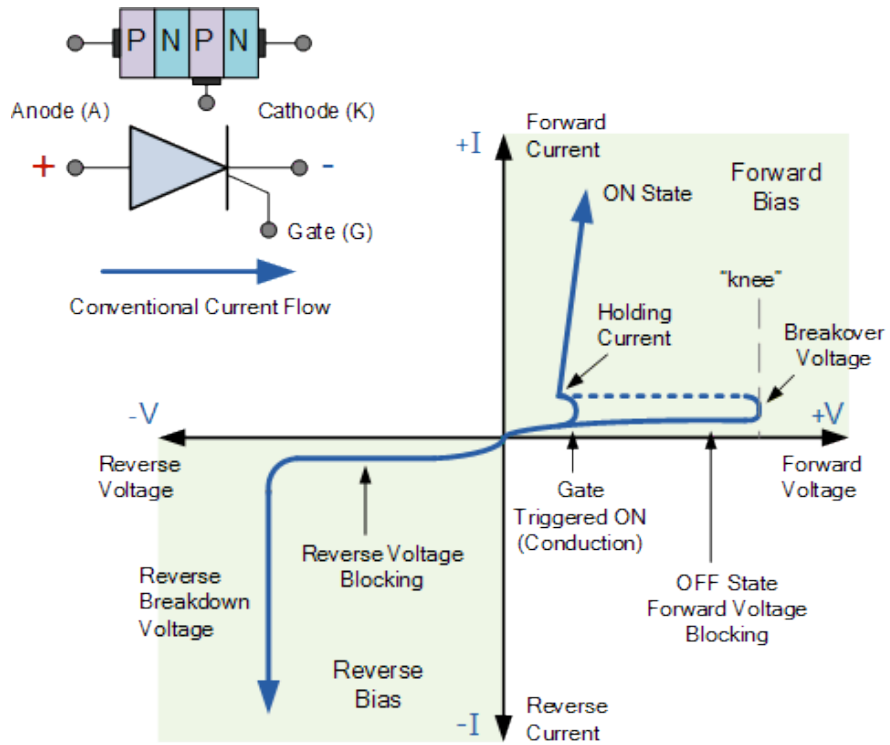 P N P N
Anode (A)
Cathode (K)
+
-
Gate (G)
Conventional Current Flow
+I
Forward
Current
Forward
Bias
ON State
"knee"
Holding
Current
Breakover
Voltage
-V
+V
Reverse
Voltage
Forward
Voltage
Gate
Triggered ON
(Conduction)
Reverse Voltage
Blocking
OFF State
Forward Voltage
Blocking
Reverse
Breakdown
Voltage
Reverse
Bias
-I
Reverse
Current